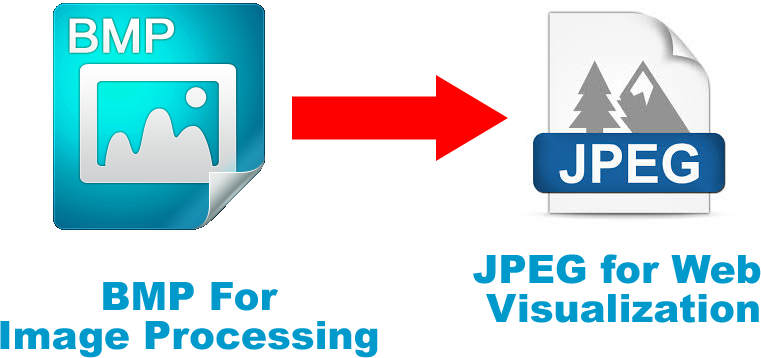 BMP
JPEG
BMP For
Image Processing
JPEG for Web
Visualization